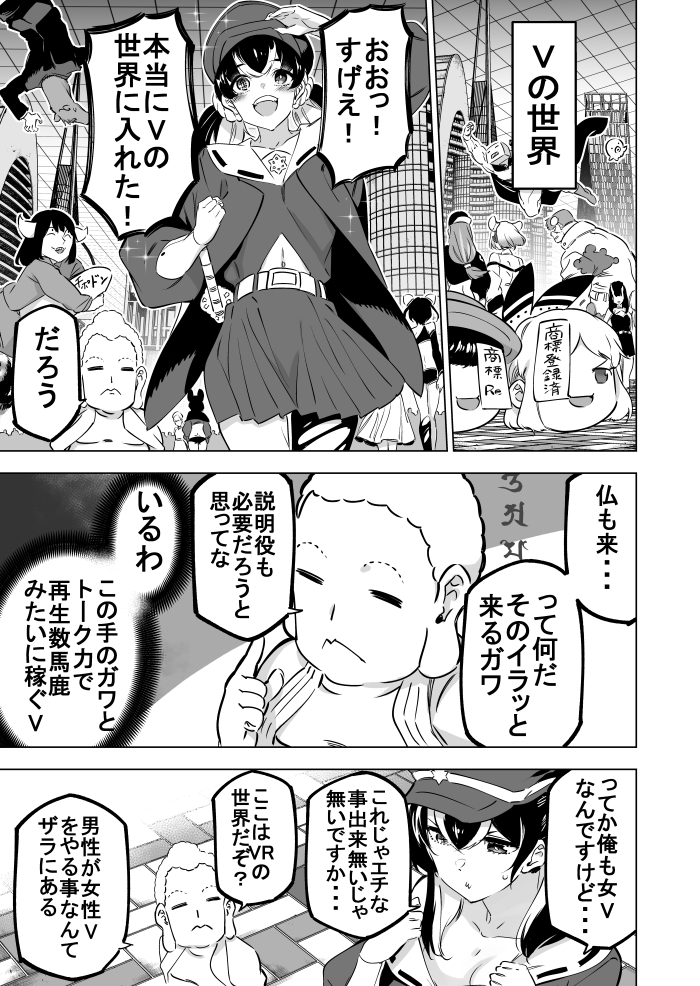 Vの世界
商標登録済
商標Re
おおっ！
すげえ！
本当にVの
世界に入れた！
だろう
仏も来・・・
って何だ
そのイラッと
来るガワ
説明役も
必要だろうと
思ってな
いるわ
この手のガワと
トーク力で
再生数馬鹿
みたいに稼ぐV
ってか俺も女V
なんですけど・・・
これじゃエチな
事出来無いじゃ
無いですか・・・
ここはVRの
世界だぞ？
男性が女性V
をやる事なんて
ザラにある